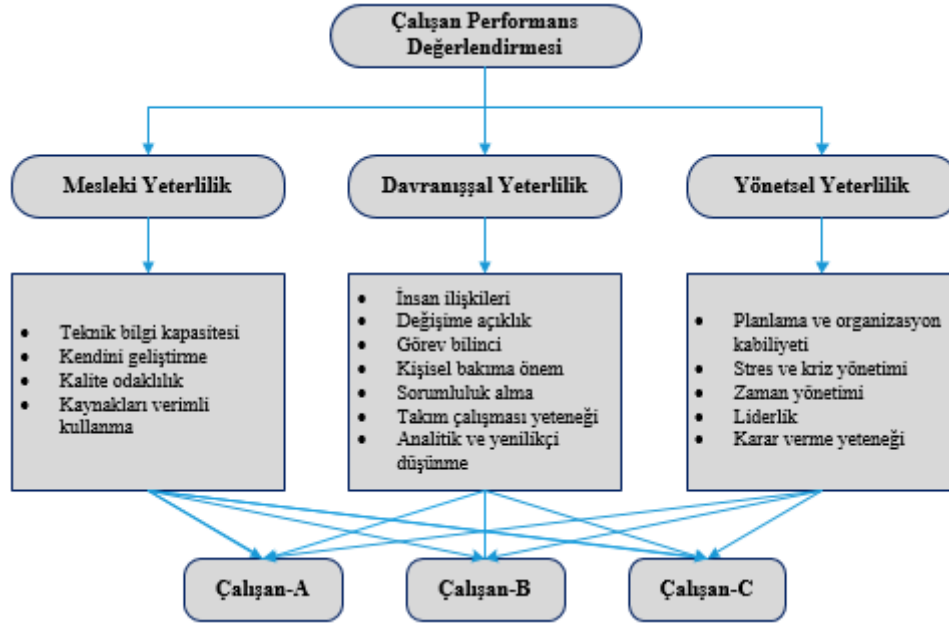 Çalışan Performans
Değerlendirmesi
Mesleki Yeterlilik
Davranışsal Yeterlilik
Yönetsel Yeterlilik
• Teknik bilgi kapasitesi
• Kendini geliştirme
• Kalite odaklılık
• Kaynakları verimli
kullanma
• İnsan ilişkileri
• Değişime açıklık
• Görev bilinci
• Kişisel bakıma önem
• Sorumluluk alma
• Takım çalışması yeteneği
• Analitik ve yenilikçi
düşünme
• Planlama ve organizasyon
kabiliyeti
• Stres ve kriz yönetimi
• Zaman yönetimi
• Liderlik
• Karar verme yeteneği
Çalışan-A
Çalışan-B
Çalışan-C